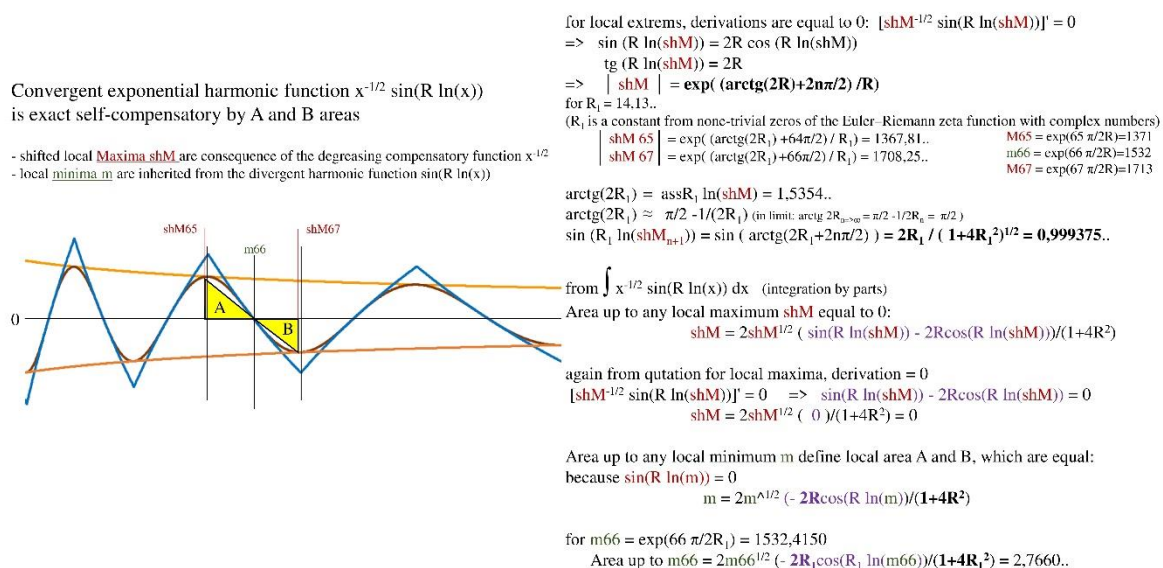 Convergent exponential harmonic function x^-1/2 sin(R ln(x))
is exact self-compensatory by A and B areas
- shifted local Maxima shM are consequence of the degreasing compensatory function x^-1/2
- local minima m are inherited from the divergent harmonic function sin(R ln(x))
shM65
shM67
m66
A
B
0
for local extrems, derivations are equal to 0: [shM^-1/2 sin(R ln(shM))]' = 0
=> sin (R ln(shM)) = 2R cos (R ln(shM))
tg (R ln(shM)) = 2R
=> | shM | = exp( (arctg(2R)+2nπ/2) /R)
for R₁ = 14,13..
(R₁ is a constant from none-trivial zeros of the Euler–Riemann zeta function with complex numbers)
| shM 65 | = exp( (arctg(2R₁)+64π/2) / R₁) = 1367,81..
| shM 67 | = exp( (arctg(2R₁)+66π/2) / R₁) = 1708,25..
M65 = exp(65 π/2R)=1371
m66 = exp(66 π/2R)=1532
M67 = exp(67 π/2R)=1713
arctg(2R₁) = assR₁ ln(shM) = 1,5354..
arctg(2R₁) ≈ π/2 -1/(2R₁) (in limit: arctg 2Rₙ₌>∞ = π/2 -1/2Rₙ = π/2 )
sin (R₁ ln(shMₙ₊₁)) = sin ( arctg(2R₁+2nπ/2) ) = 2R₁ / ( 1+4R₁²)^1/2 = 0,999375..
from ∫ x^-1/2 sin(R ln(x)) dx (integration by parts)
Area up to any local maximum shM equal to 0:
shM = 2shM^1/2 ( sin(R ln(shM)) - 2Rcos(R ln(shM)))/(1+4R²)
again from qutation for local maxima, derivation = 0
[shM^-1/2 sin(R ln(shM))]' = 0 => sin(R ln(shM)) - 2Rcos(R ln(shM)) = 0
shM = 2shM^1/2 ( 0 )/(1+4R²) = 0
Area up to any local minimum m define local area A and B, which are equal:
because sin(R ln(m)) = 0
m = 2m^1/2 (- 2Rcos(R ln(m))/(1+4R²)
for m66 = exp(66 π/2R₁) = 1532,4150
Area up to m66 = 2m66^1/2 (- 2R₁cos(R₁ ln(m66))/(1+4R₁²) = 2,7660..